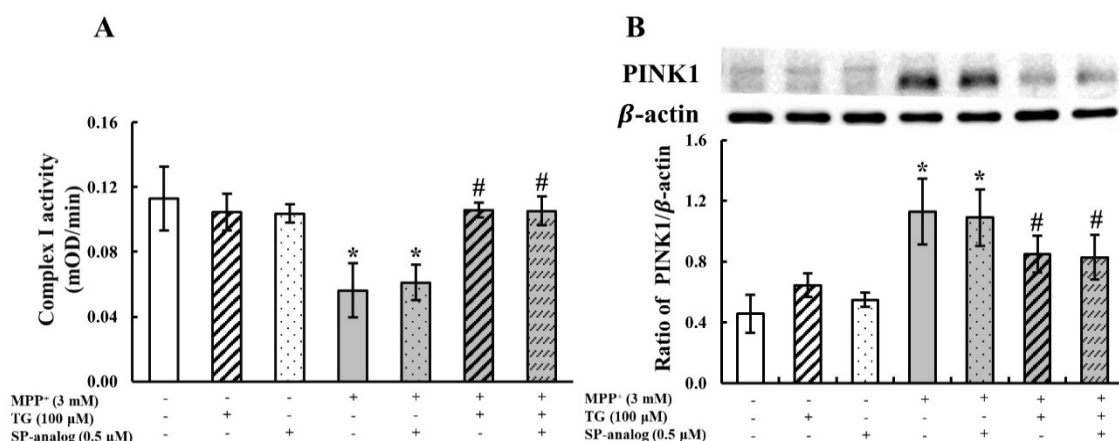 A
Complex I activity
(mOD/min)
0.16
0.12
0.08
0.04
0.00
* * # #
MPP⁺ (3 mM) - - - + + + +
TG (100 μM) - + - - - + +
SP-analog (0.5 μM) - - + - + - +
B
PINK1
β-actin
Ratio of PINK1/β-actin
1.6
1.2
0.8
0.4
0.0
* * # #
MPP⁺ (3 mM) - - - + + + +
TG (100 μM) - + - - - + +
SP-analog (0.5 μM) - - + - + - +